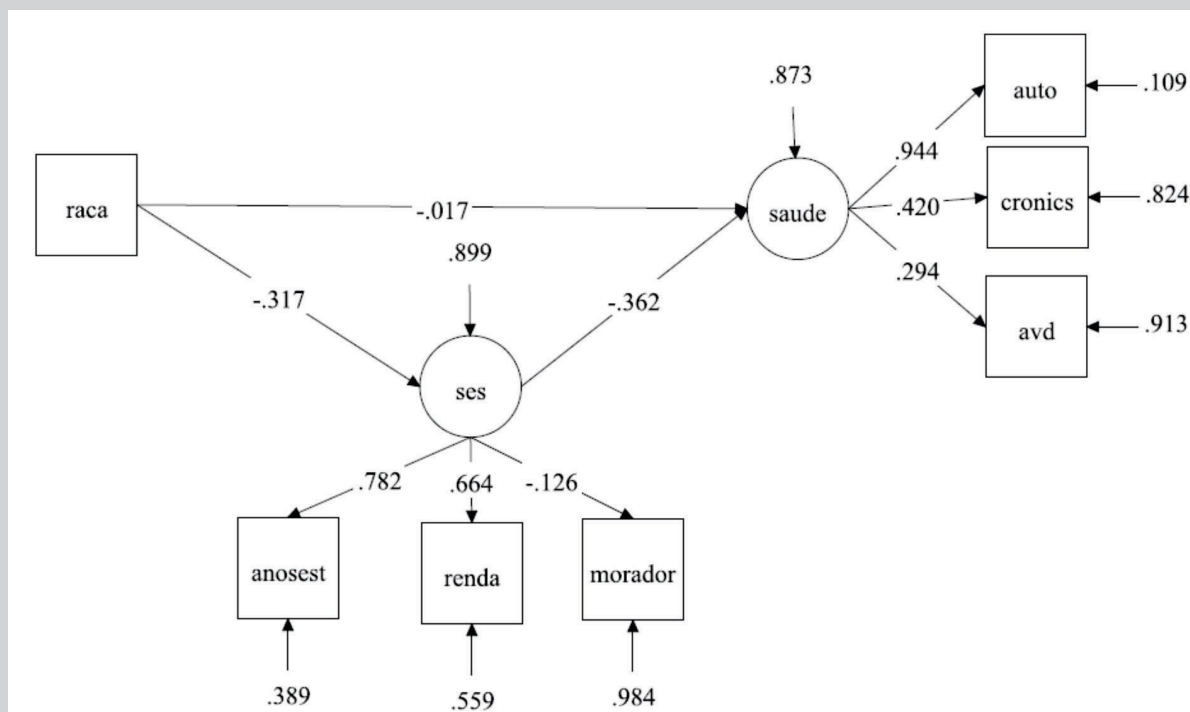 .873
auto
.109
.944
raca
-.017
saude
.420
cronics
.824
.899
.294
-.317
-.362
avd
.913
ses
.782
.664
-.126
anosest
renda
morador
.389
.559
.984